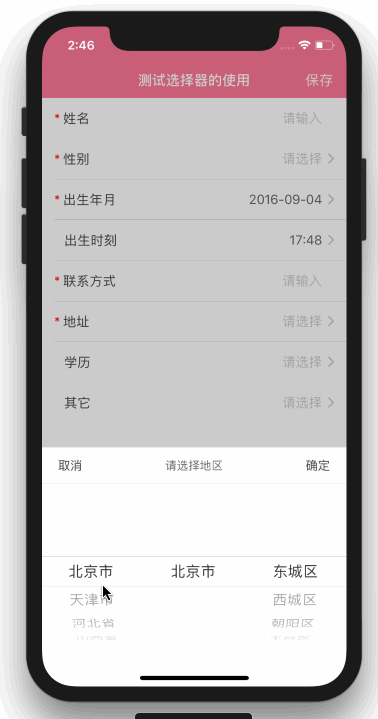 2:46
测试选择器的使用 保存
* 姓名 请输入
* 性别 请选择
* 出生年月 2016-09-04
出生时刻 17:48
* 联系方式 请输入
* 地址 请选择
学历 请选择
其它 请选择
取消 请选择地区 确定
北京市 北京市 东城区
天津市 西城区
河北省 朝阳区